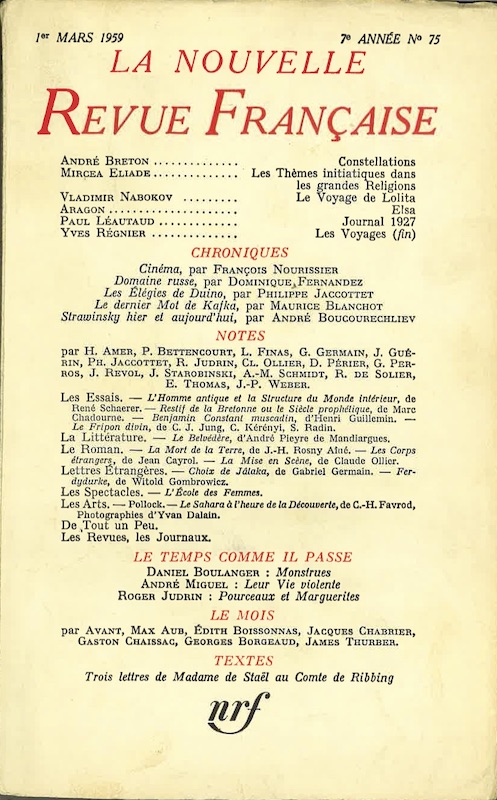 1er MARS 1959 7e ANNÉE No 75
LA NOUVELLE
REVUE FRANÇAISE
ANDRÉ BRETON .............. Constellations
MIRCEA ELIADE .............. Les Thèmes initiatiques dans
les grandes Religions
VLADIMIR NABOKOV ......... Le Voyage de Lolita
ARAGON ..................... Elsa
PAUL LÉAUTAUD ............. Journal 1927
YVES RÉGNIER .............. Les Voyages (fin)
CHRONIQUES
Cinéma, par FRANÇOIS NOURISSIER
Domaine russe, par DOMINIQUE FERNANDEZ
Les Élégies de Duino, par PHILIPPE JACCOTTET
Le dernier Mot de Kafka, par MAURICE BLANCHOT
Strawinsky hier et aujourd'hui, par ANDRÉ BOUCOURECHLIEV
NOTES
par H. AMER, P. BETTENCOURT, L. FINAS, G. GERMAIN, J. GUÉ-
RIN, PH. JACCOTTET, R. JUDRIN, CL. OLLIER, D. PÉRIER, G. PER-
ROS, J. REVOL, J. STAROBINSKI, A.-M. SCHMIDT, R. DE SOLIER,
E. THOMAS, J.-P. WEBER.
Les Essais. — L'Homme antique et la Structure du Monde intérieur, de
René Schaerer. — Restif de la Bretonne ou le Siècle prophétique, de Marc
Chadourne. — Benjamin Constant muscadin, d'Henri Guillemin. —
Le Fripon divin, de C. J. Jung, C. Kérényi, S. Radin.
La Littérature. — Le Belvédère, d'André Pieyre de Mandiargues.
Le Roman. — La Mort de la Terre, de J.-H. Rosny Aîné. — Les Corps
étrangers, de Jean Cayrol. — La Mise en Scène, de Claude Ollier.
Lettres Étrangères. — Choix de Jâtaka, de Gabriel Germain. — Fer-
dydurke, de Witold Gombrowicz.
Les Spectacles. — L'École des Femmes.
Les Arts. — Pollock. — Le Sahara à l'heure de la Découverte, de C.-H. Favrod,
Photographies d'Yvan Dalain.
De Tout un Peu.
Les Revues, les Journaux.
LE TEMPS COMME IL PASSE
DANIEL BOULANGER : Monstrues
ANDRÉ MIGUEL : Leur Vie violente
ROGER JUDRIN : Pourceaux et Marguerites
LE MOIS
par AVANT, MAX AUB, ÉDITH BOISSONNAS, JACQUES CHABRIER,
GASTON CHAISSAC, GEORGES BORGEAUD, JAMES THURBER.
TEXTES
Trois lettres de Madame de Staël au Comte de Ribbing
nrf